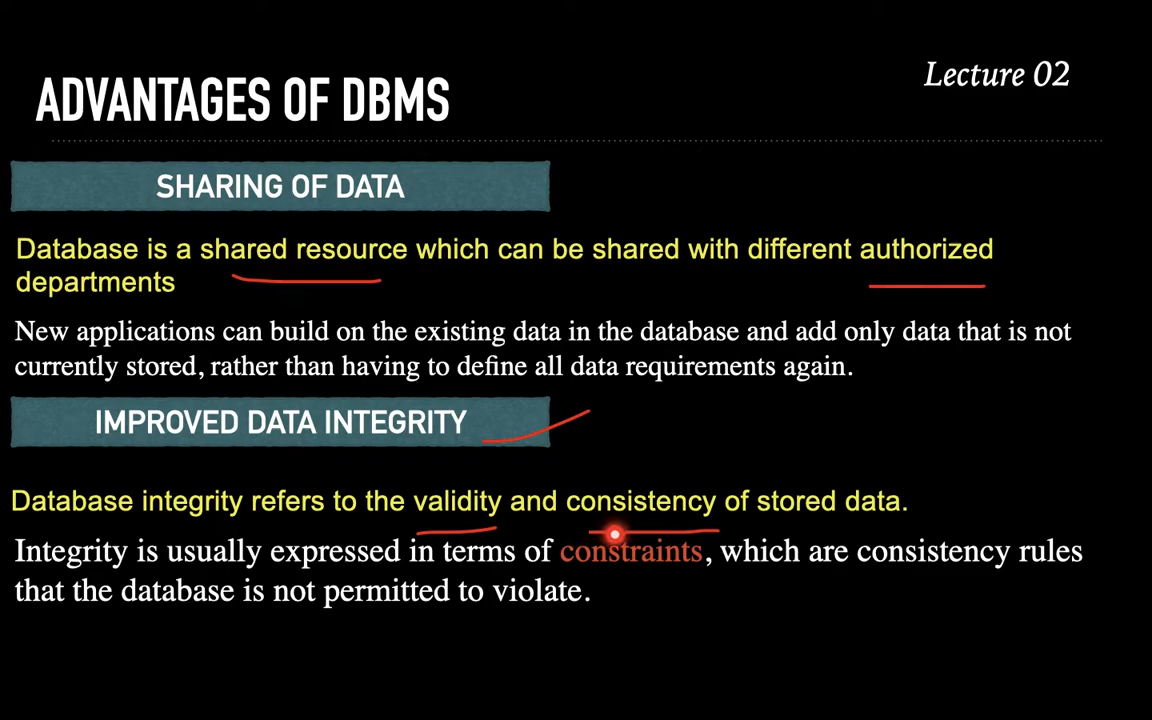 Lecture 02
ADVANTAGES OF DBMS
SHARING OF DATA
Database is a shared resource which can be shared with different authorized
departments
New applications can build on the existing data in the database and add only data that is not
currently stored, rather than having to define all data requirements again.
IMPROVED DATA INTEGRITY
Database integrity refers to the validity and consistency of stored data.
Integrity is usually expressed in terms of constraints, which are consistency rules
that the database is not permitted to violate.